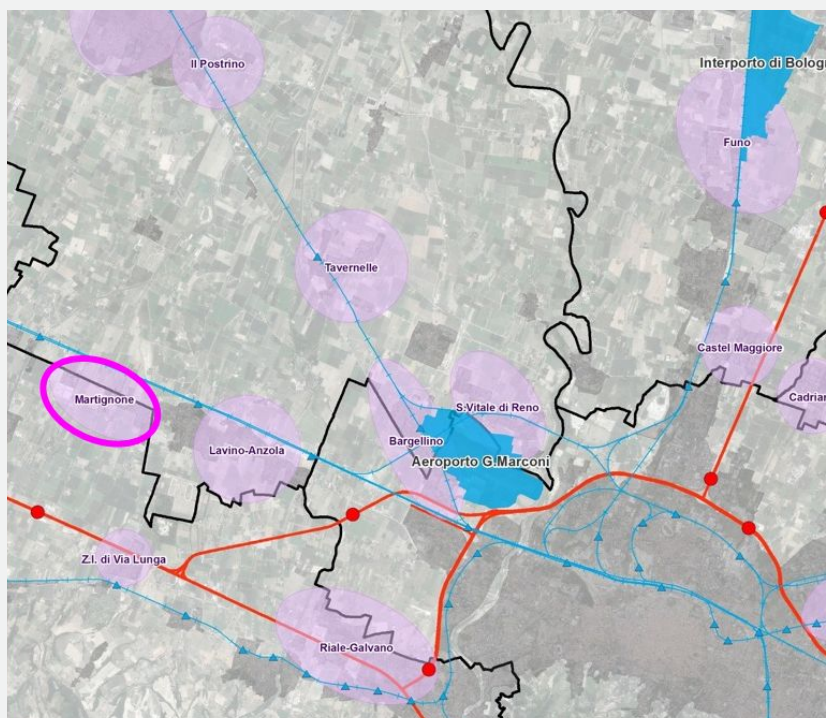 Il Postrino
Interporto di Bologn
Funo
Tavernelle
Castel Maggiore
Martignone
Cadrian
S.Vitale di Reno
Lavino-Anzola
Bargellino
Aeroporto G.Marconi
Z.I. di Via Lunga
Riale-Galvano